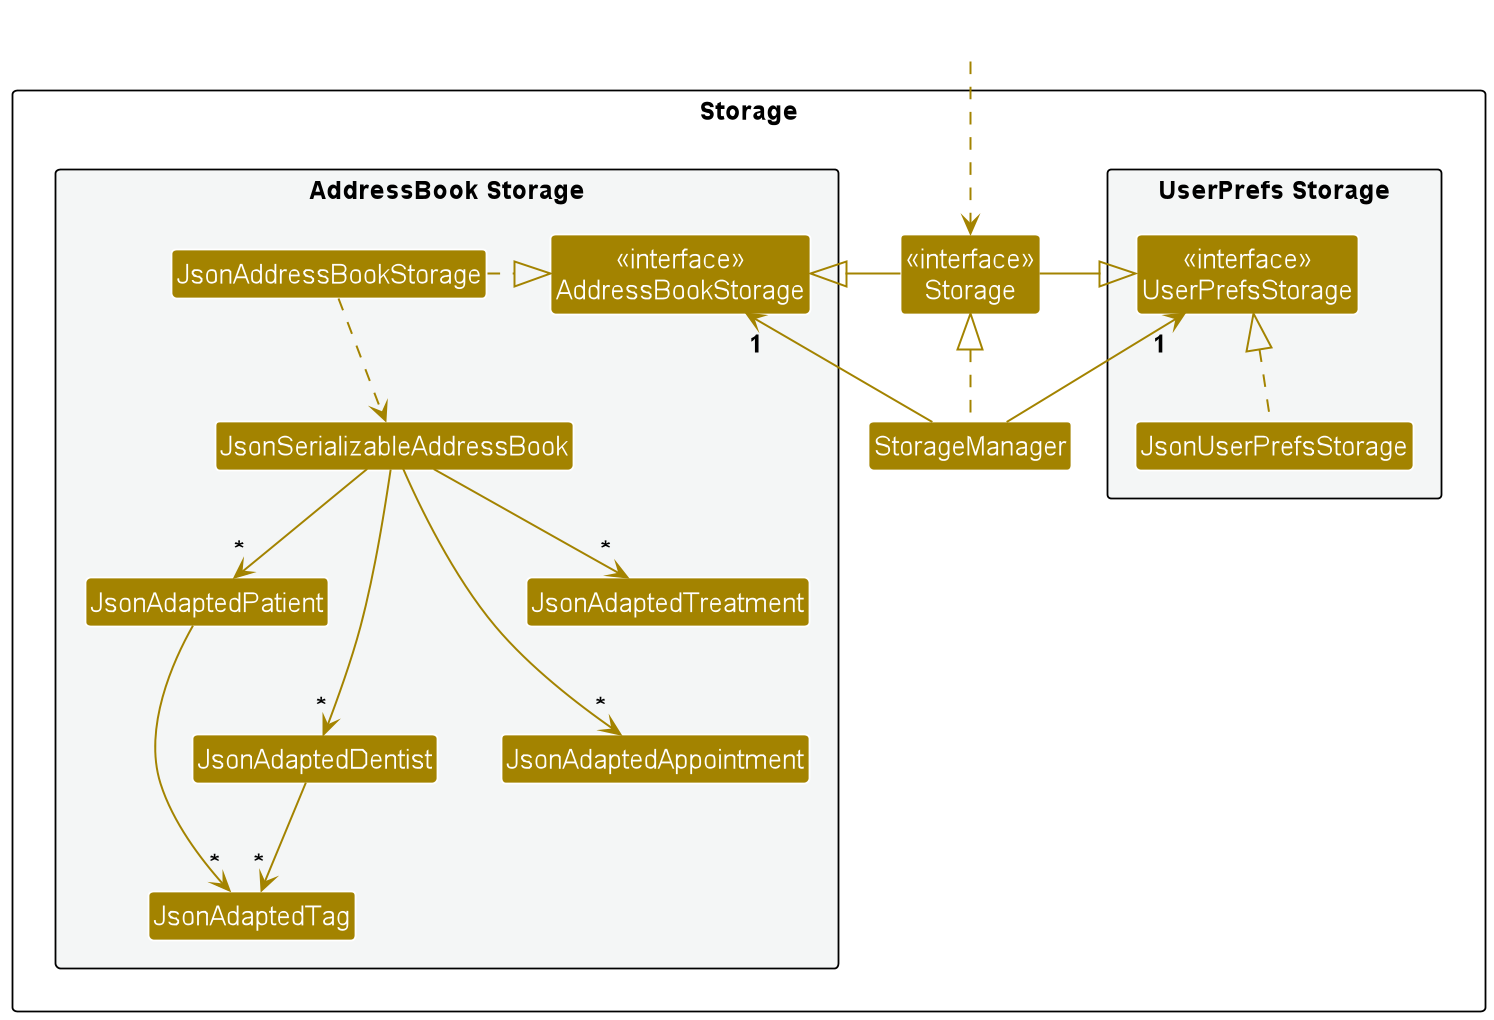 Storage
AddressBook Storage
UserPrefs Storage
JsonAddressBookStorage
«interface»
AddressBookStorage
«interface»
Storage
«interface»
UserPrefsStorage
1
1
JsonSerializableAddressBook
StorageManager
JsonUserPrefsStorage
*
*
JsonAdaptedPatient
JsonAdaptedTreatment
*
*
JsonAdaptedDentist
JsonAdaptedAppointment
*
*
JsonAdaptedTag